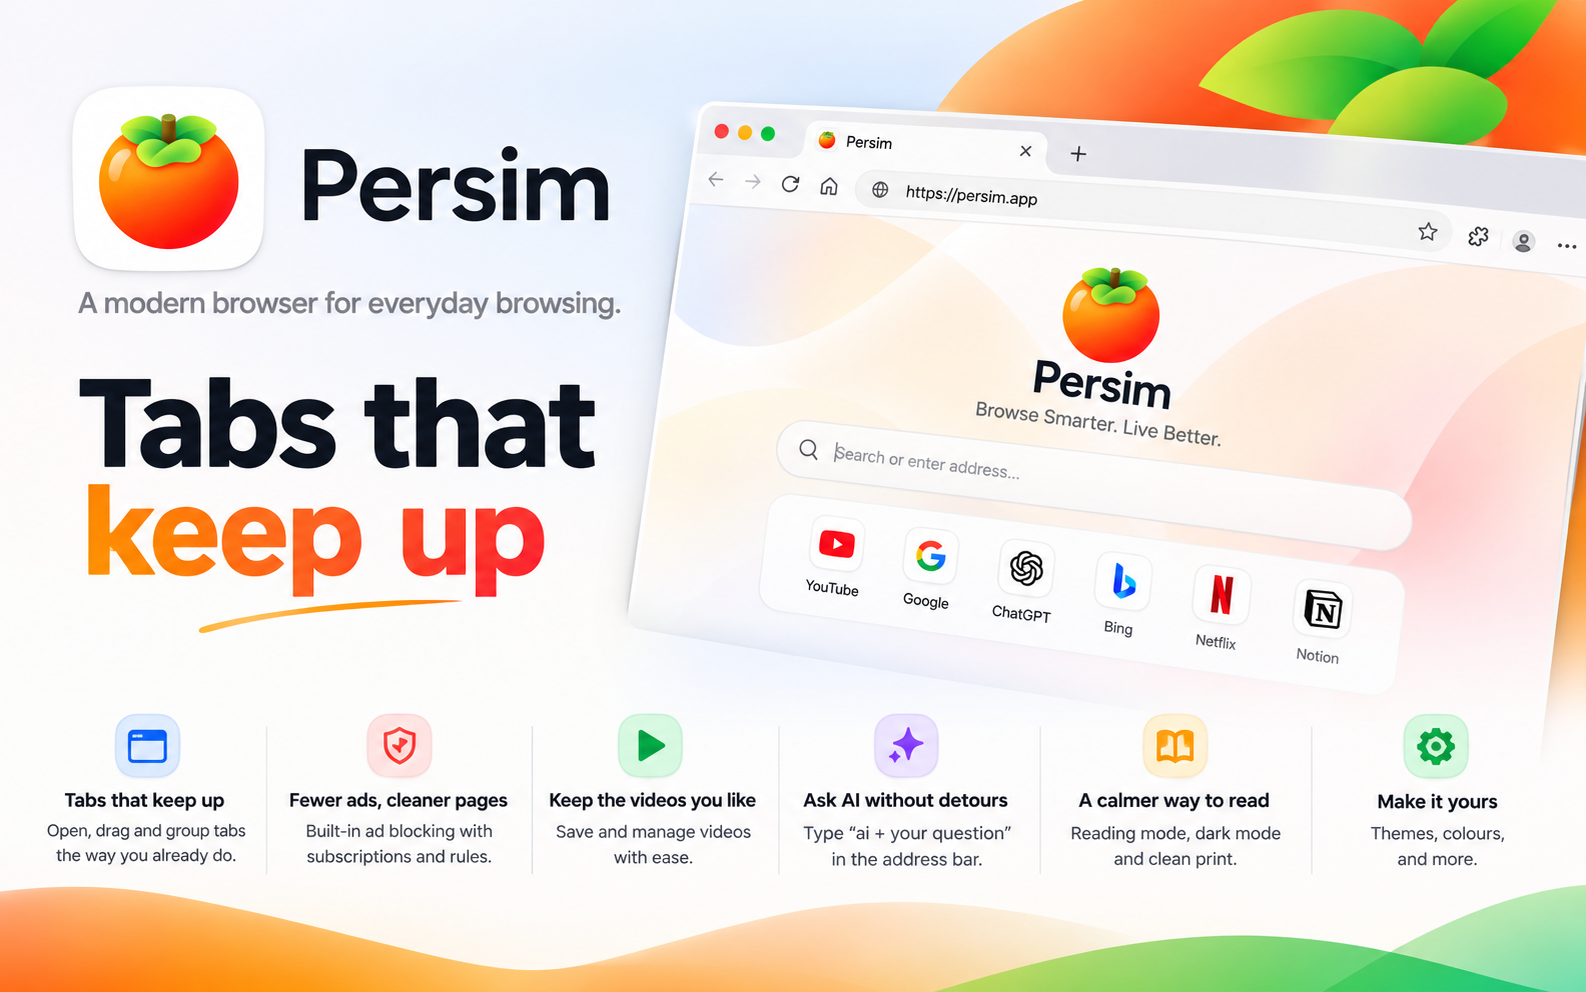 Persim
A modern browser for everyday browsing.
Tabs that
keep up
Persim
https://persim.app
Persim
Browse Smarter. Live Better.
Search or enter address...
YouTube
Google
ChatGPT
Bing
Netflix
Notion
Tabs that keep up
Open, drag and group tabs
the way you already do.
Fewer ads, cleaner pages
Built-in ad blocking with
subscriptions and rules.
Keep the videos you like
Save and manage videos
with ease.
Ask AI without detours
Type “ai + your question”
in the address bar.
A calmer way to read
Reading mode, dark mode
and clean print.
Make it yours
Themes, colours,
and more.